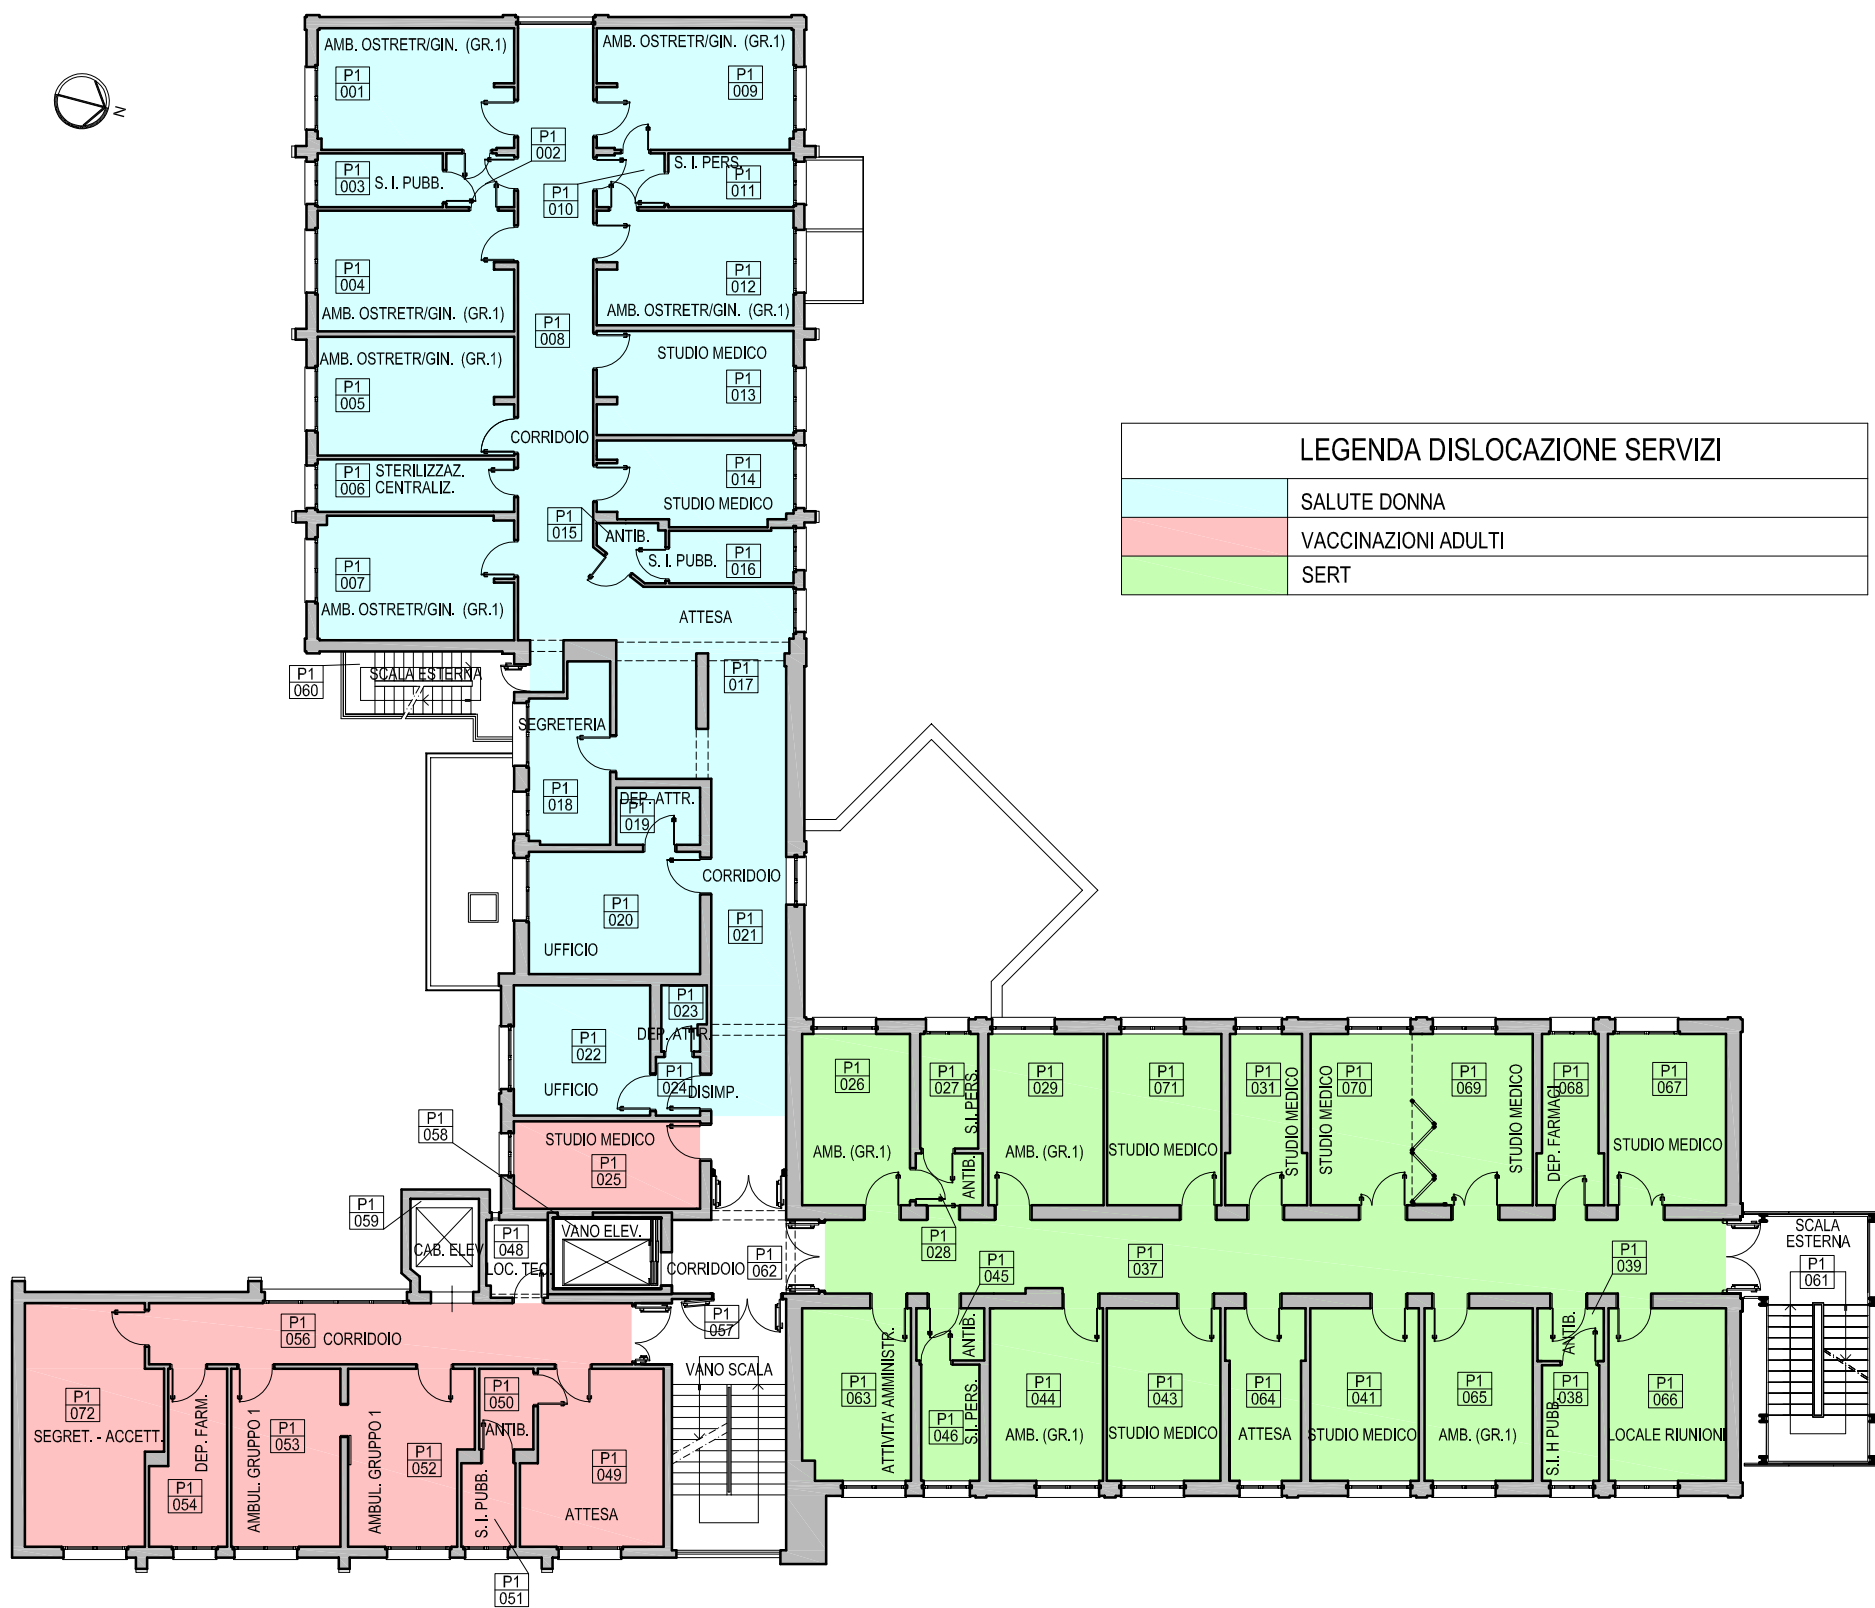 AMB. OSTRETR/GIN. (GR.1)
P1
001
AMB. OSTRETR/GIN. (GR.1)
P1
009
N
P1
002
P1
003
S. I. PUBB.
S. I. PERS.
P1
011
P1
010
P1
004
AMB. OSTRETR/GIN. (GR.1)
P1
012
AMB. OSTRETR/GIN. (GR.1)
P1
008
AMB. OSTRETR/GIN. (GR.1)
P1
005
STUDIO MEDICO
P1
013
CORRIDOIO
P1
006
STERILIZZAZ.
CENTRALIZ.
P1
014
STUDIO MEDICO
P1
015
ANTIB.
S. I. PUBB.
P1
016
P1
007
AMB. OSTRETR/GIN. (GR.1)
ATTESA
LEGENDA DISLOCAZIONE SERVIZI
SALUTE DONNA
VACCINAZIONI ADULTI
SERT
P1
060
SCALA ESTERNA
P1
017
SEGRETERIA
P1
018
DEP. ATTR.
P1
019
CORRIDOIO
P1
020
UFFICIO
P1
021
P1
022
UFFICIO
P1
023
DEP. ATTR.
P1
024
DISIMP.
P1
058
STUDIO MEDICO
P1
025
P1
059
CAB. ELEV
P1
048
LOC. TEC.
VANO ELEV.
CORRIDOIO
P1
062
P1
057
VANO SCALA
P1
026
AMB. (GR.1)
P1
027
S.I. PERS.
ANTIB.
P1
028
P1
029
AMB. (GR.1)
P1
071
STUDIO MEDICO
P1
031
STUDIO MEDICO
P1
070
STUDIO MEDICO
P1
069
STUDIO MEDICO
P1
068
DEP. FARMACI
P1
067
STUDIO MEDICO
P1
045
P1
037
P1
039
SCALA
ESTERNA
P1
061
P1
056
CORRIDOIO
P1
072
SEGRET. - ACCETT.
P1
054
DEP. FARM.
P1
053
AMBUL. GRUPPO 1
P1
052
AMBUL. GRUPPO 1
P1
050
ANTIB.
S. I. PUBB.
P1
051
P1
049
ATTESA
P1
063
ATTIVITA' AMMINISTR.
ANTIB.
P1
046
S.I. PERS.
P1
044
AMB. (GR.1)
P1
043
STUDIO MEDICO
P1
064
ATTESA
P1
041
STUDIO MEDICO
P1
065
AMB. (GR.1)
ANTIB.
P1
038
S.I. H PUBB.
P1
066
LOCALE RIUNIONI